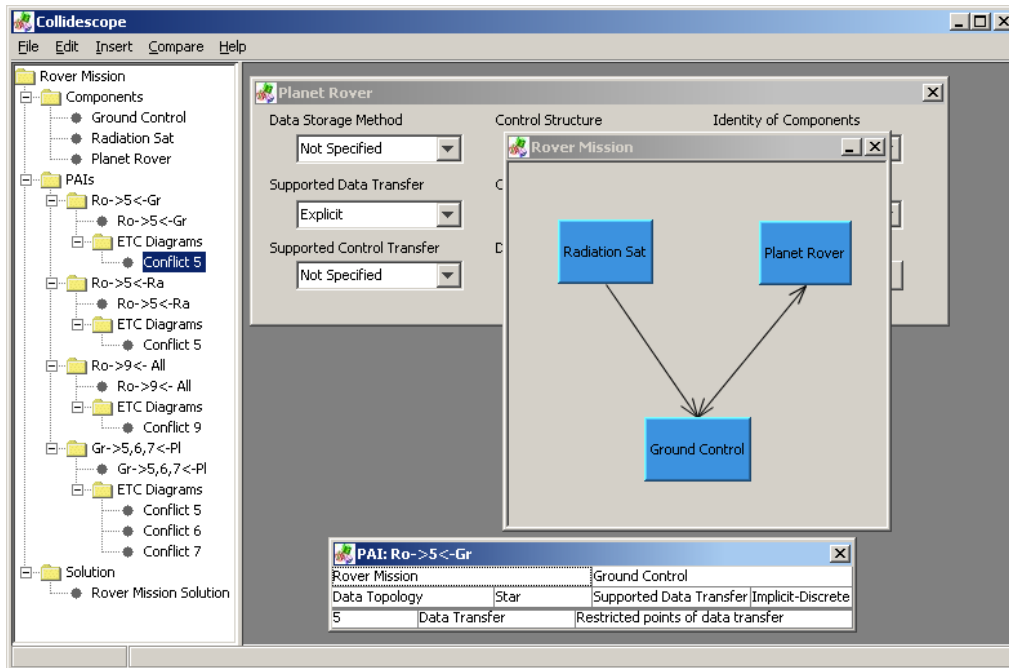 Collidescope
File Edit Insert Compare Help
Rover Mission
Components
Ground Control
Radiation Sat
Planet Rover
PAIs
Ro->5<-Gr
Ro->5<-Gr
ETC Diagrams
Conflict 5
Ro->5<-Ra
Ro->5<-Ra
ETC Diagrams
Conflict 5
Ro->9<- All
Ro->9<- All
ETC Diagrams
Conflict 9
Gr->5,6,7<-Pl
Gr->5,6,7<-Pl
ETC Diagrams
Conflict 5
Conflict 6
Conflict 7
Solution
Rover Mission Solution
Planet Rover
Data Storage Method Control Structure Identity of Components
Not Specified
Supported Data Transfer C
Explicit
Supported Control Transfer D
Not Specified
Rover Mission
Radiation Sat Planet Rover
Ground Control
PAI: Ro->5<-Gr
Rover Mission Ground Control
Data Topology Star Supported Data Transfer Implicit-Discrete
5 Data Transfer Restricted points of data transfer